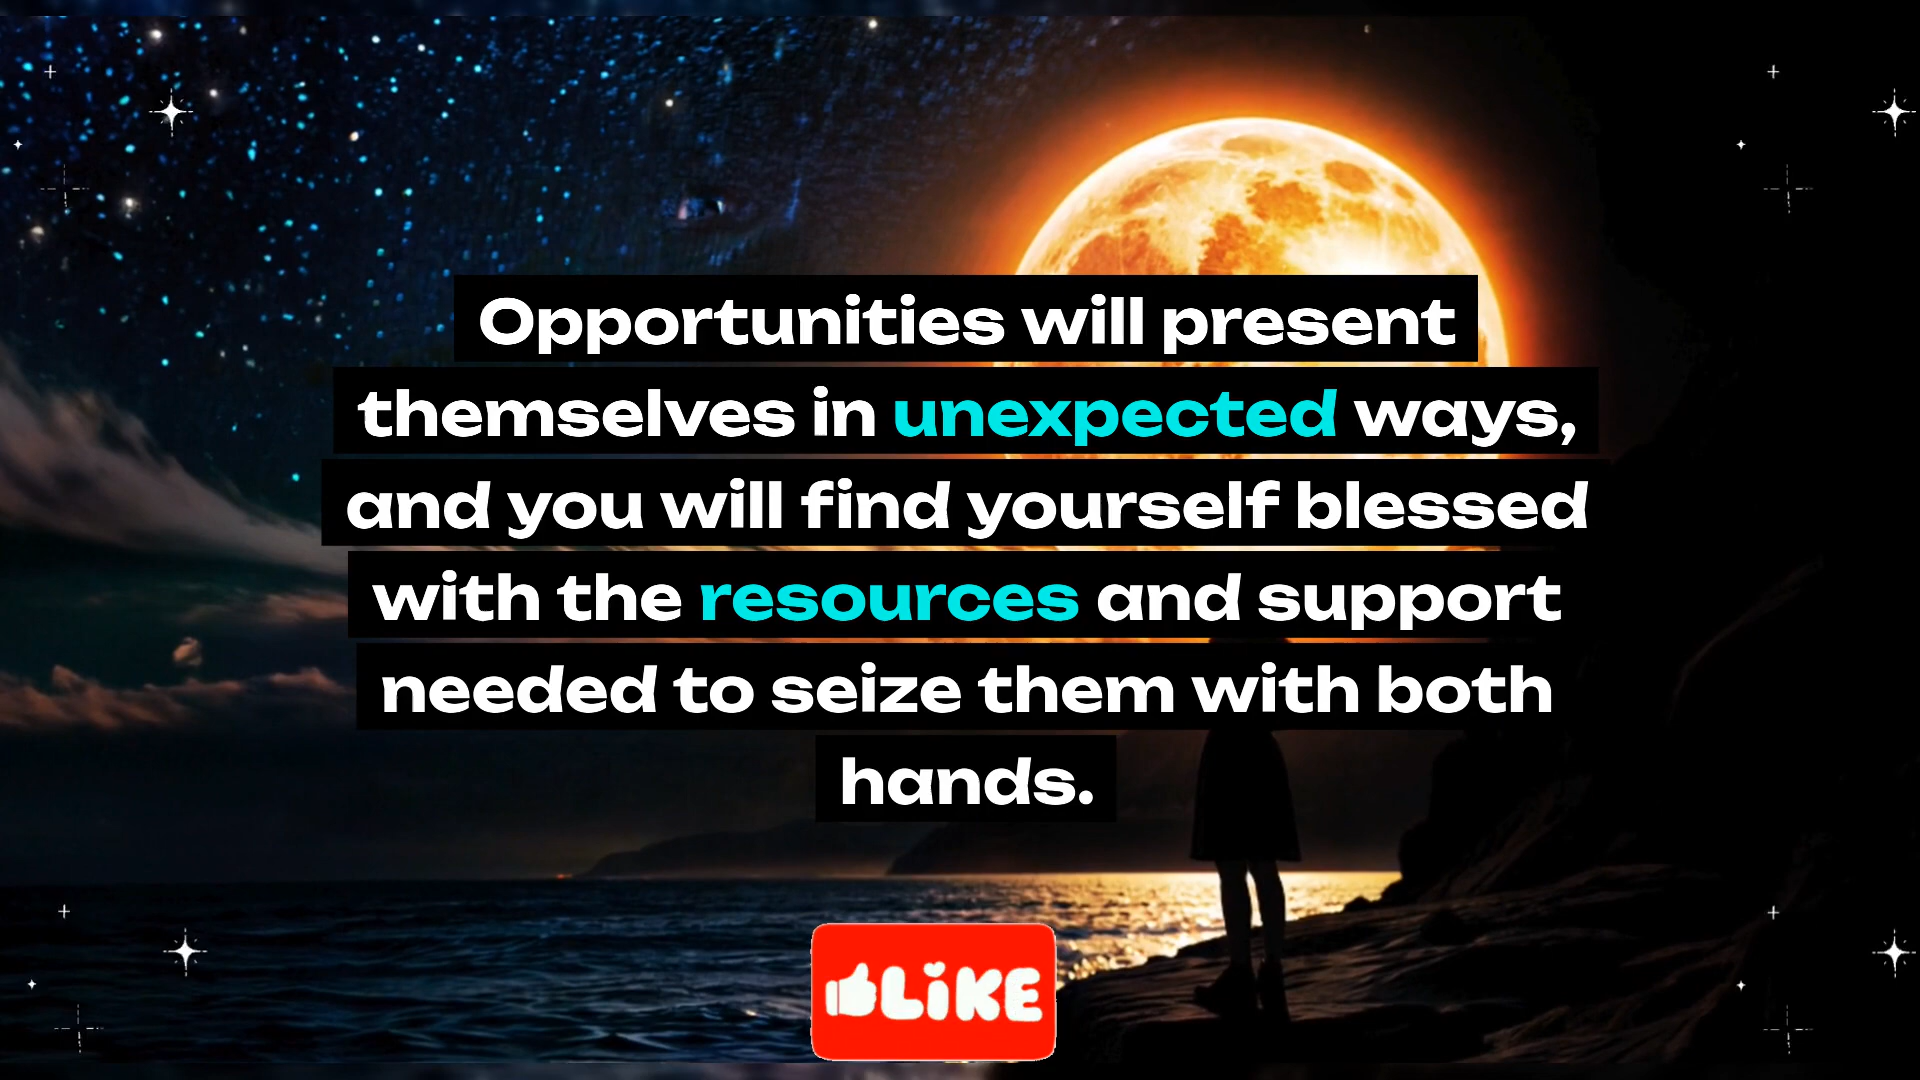 Opportunities will present
themselves in unexpected ways,
and you will find yourself blessed
with the resources and support
needed to seize them with both
hands.
LiKE